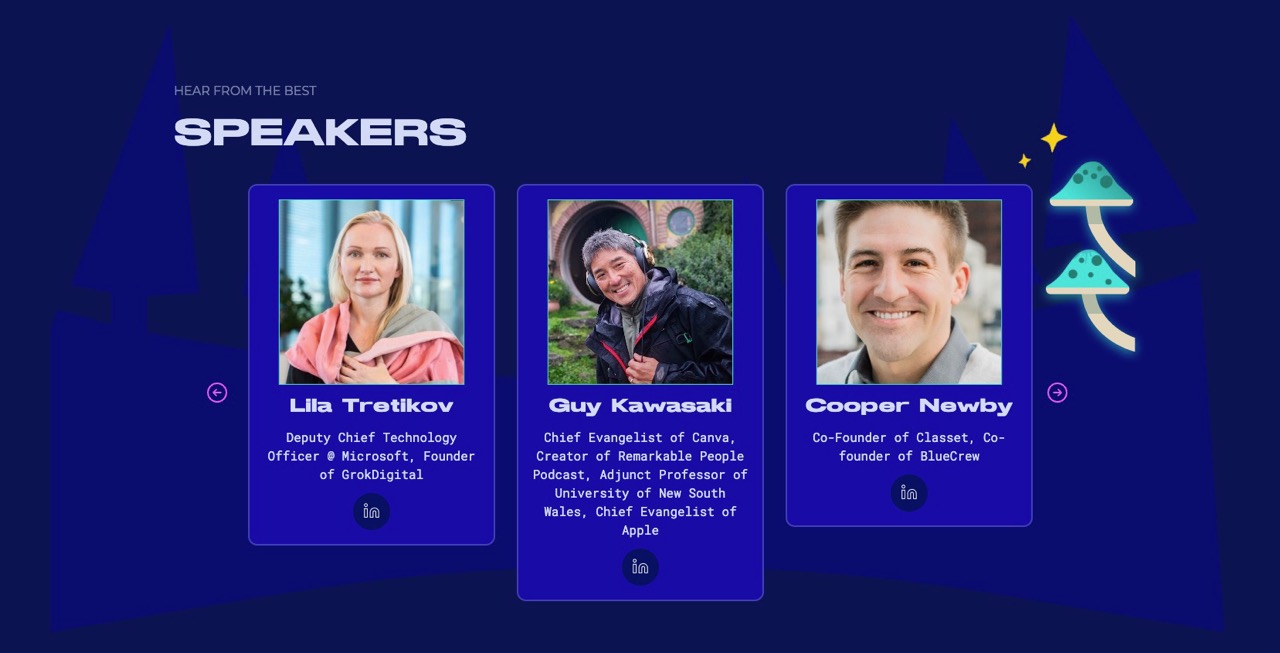 HEAR FROM THE BEST
SPEAKERS
Lila Tretikov
Deputy Chief Technology
Officer @ Microsoft, Founder
of GrokDigital
in
Guy Kawasaki
Chief Evangelist of Canva,
Creator of Remarkable People
Podcast, Adjunct Professor of
University of New South
Wales, Chief Evangelist of
Apple
in
Cooper Newby
Co-Founder of Classet, Co-
founder of BlueCrew
in